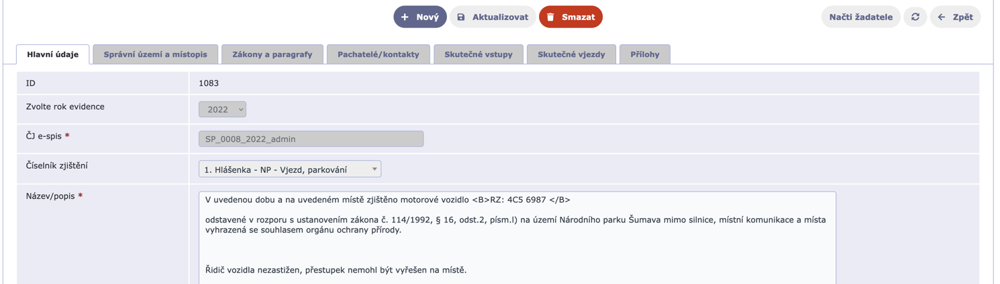 + Nový Aktualizovat Smazat Načti žadatele Zpět
Hlavní údaje Správní území a místopis Zákony a paragrafy Pachatelé/kontakty Skutečné vstupy Skutečné vjezdy Přílohy
ID 1083
Zvolte rok evidence 2022
ČJ e-spis * SP_0008_2022_admin
Číselník zjištění 1. Hlášenka - NP - Vjezd, parkování
Název/popis * V uvedenou dobu a na uvedeném místě zjištěno motorové vozidlo <B>RZ: 4C5 6987 </B>
odstavené v rozporu s ustanovením zákona č. 114/1992, § 16, odst.2, písm.l) na území Národního parku Šumava mimo silnice, místní komunikace a místa
vyhrazená se souhlasem orgánu ochrany přírody.
Řidič vozidla nezastižen, přestupek nemohl být vyřešen na místě.